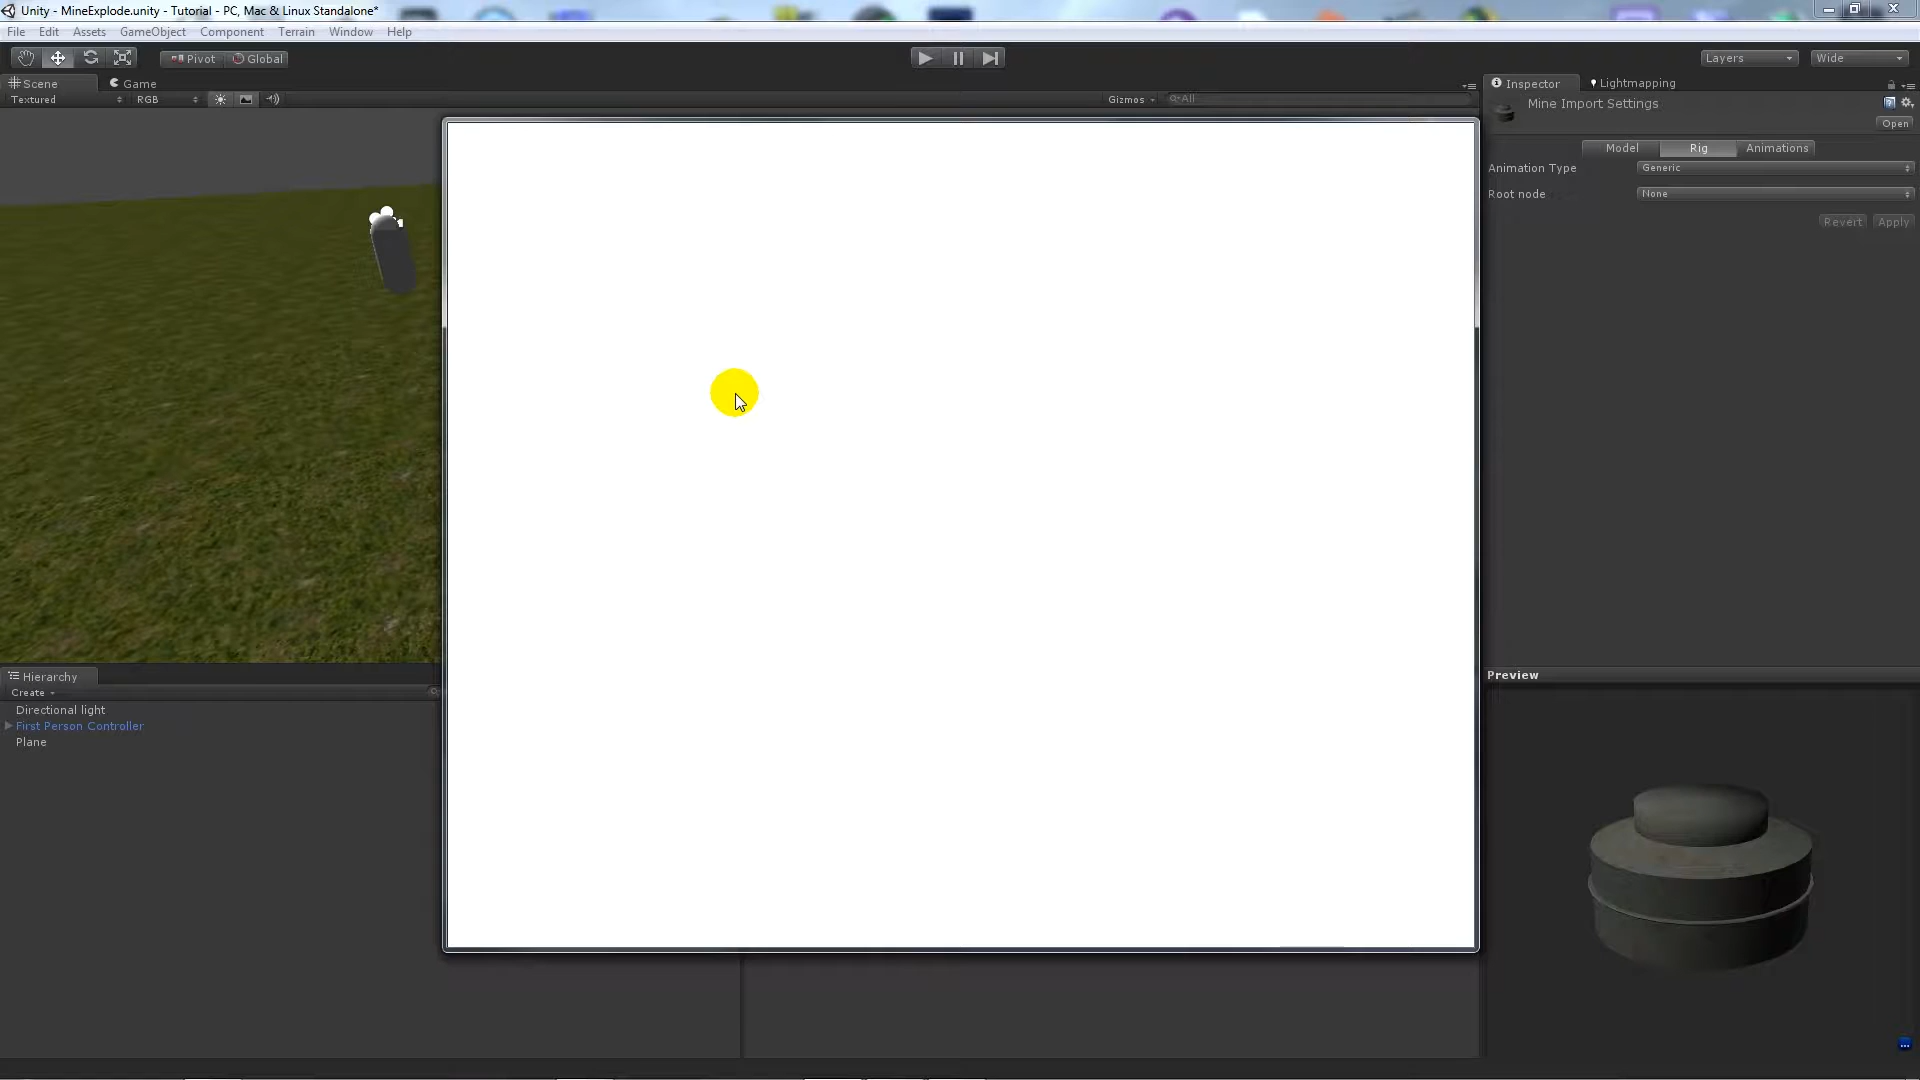 Unity - MineExplode.unity - Tutorial - PC, Mac & Linux Standalone*
File Edit Assets GameObject Component Terrain Window Help
Pivot Global Layers Wide
Scene Game Inspector Lightmapping
Textured RGB Gizmos All
Mine Import Settings
Open
Model Rig Animations
Animation Type Generic
Root node None
Revert Apply
Hierarchy
Create
Directional light
First Person Controller
Plane
Preview